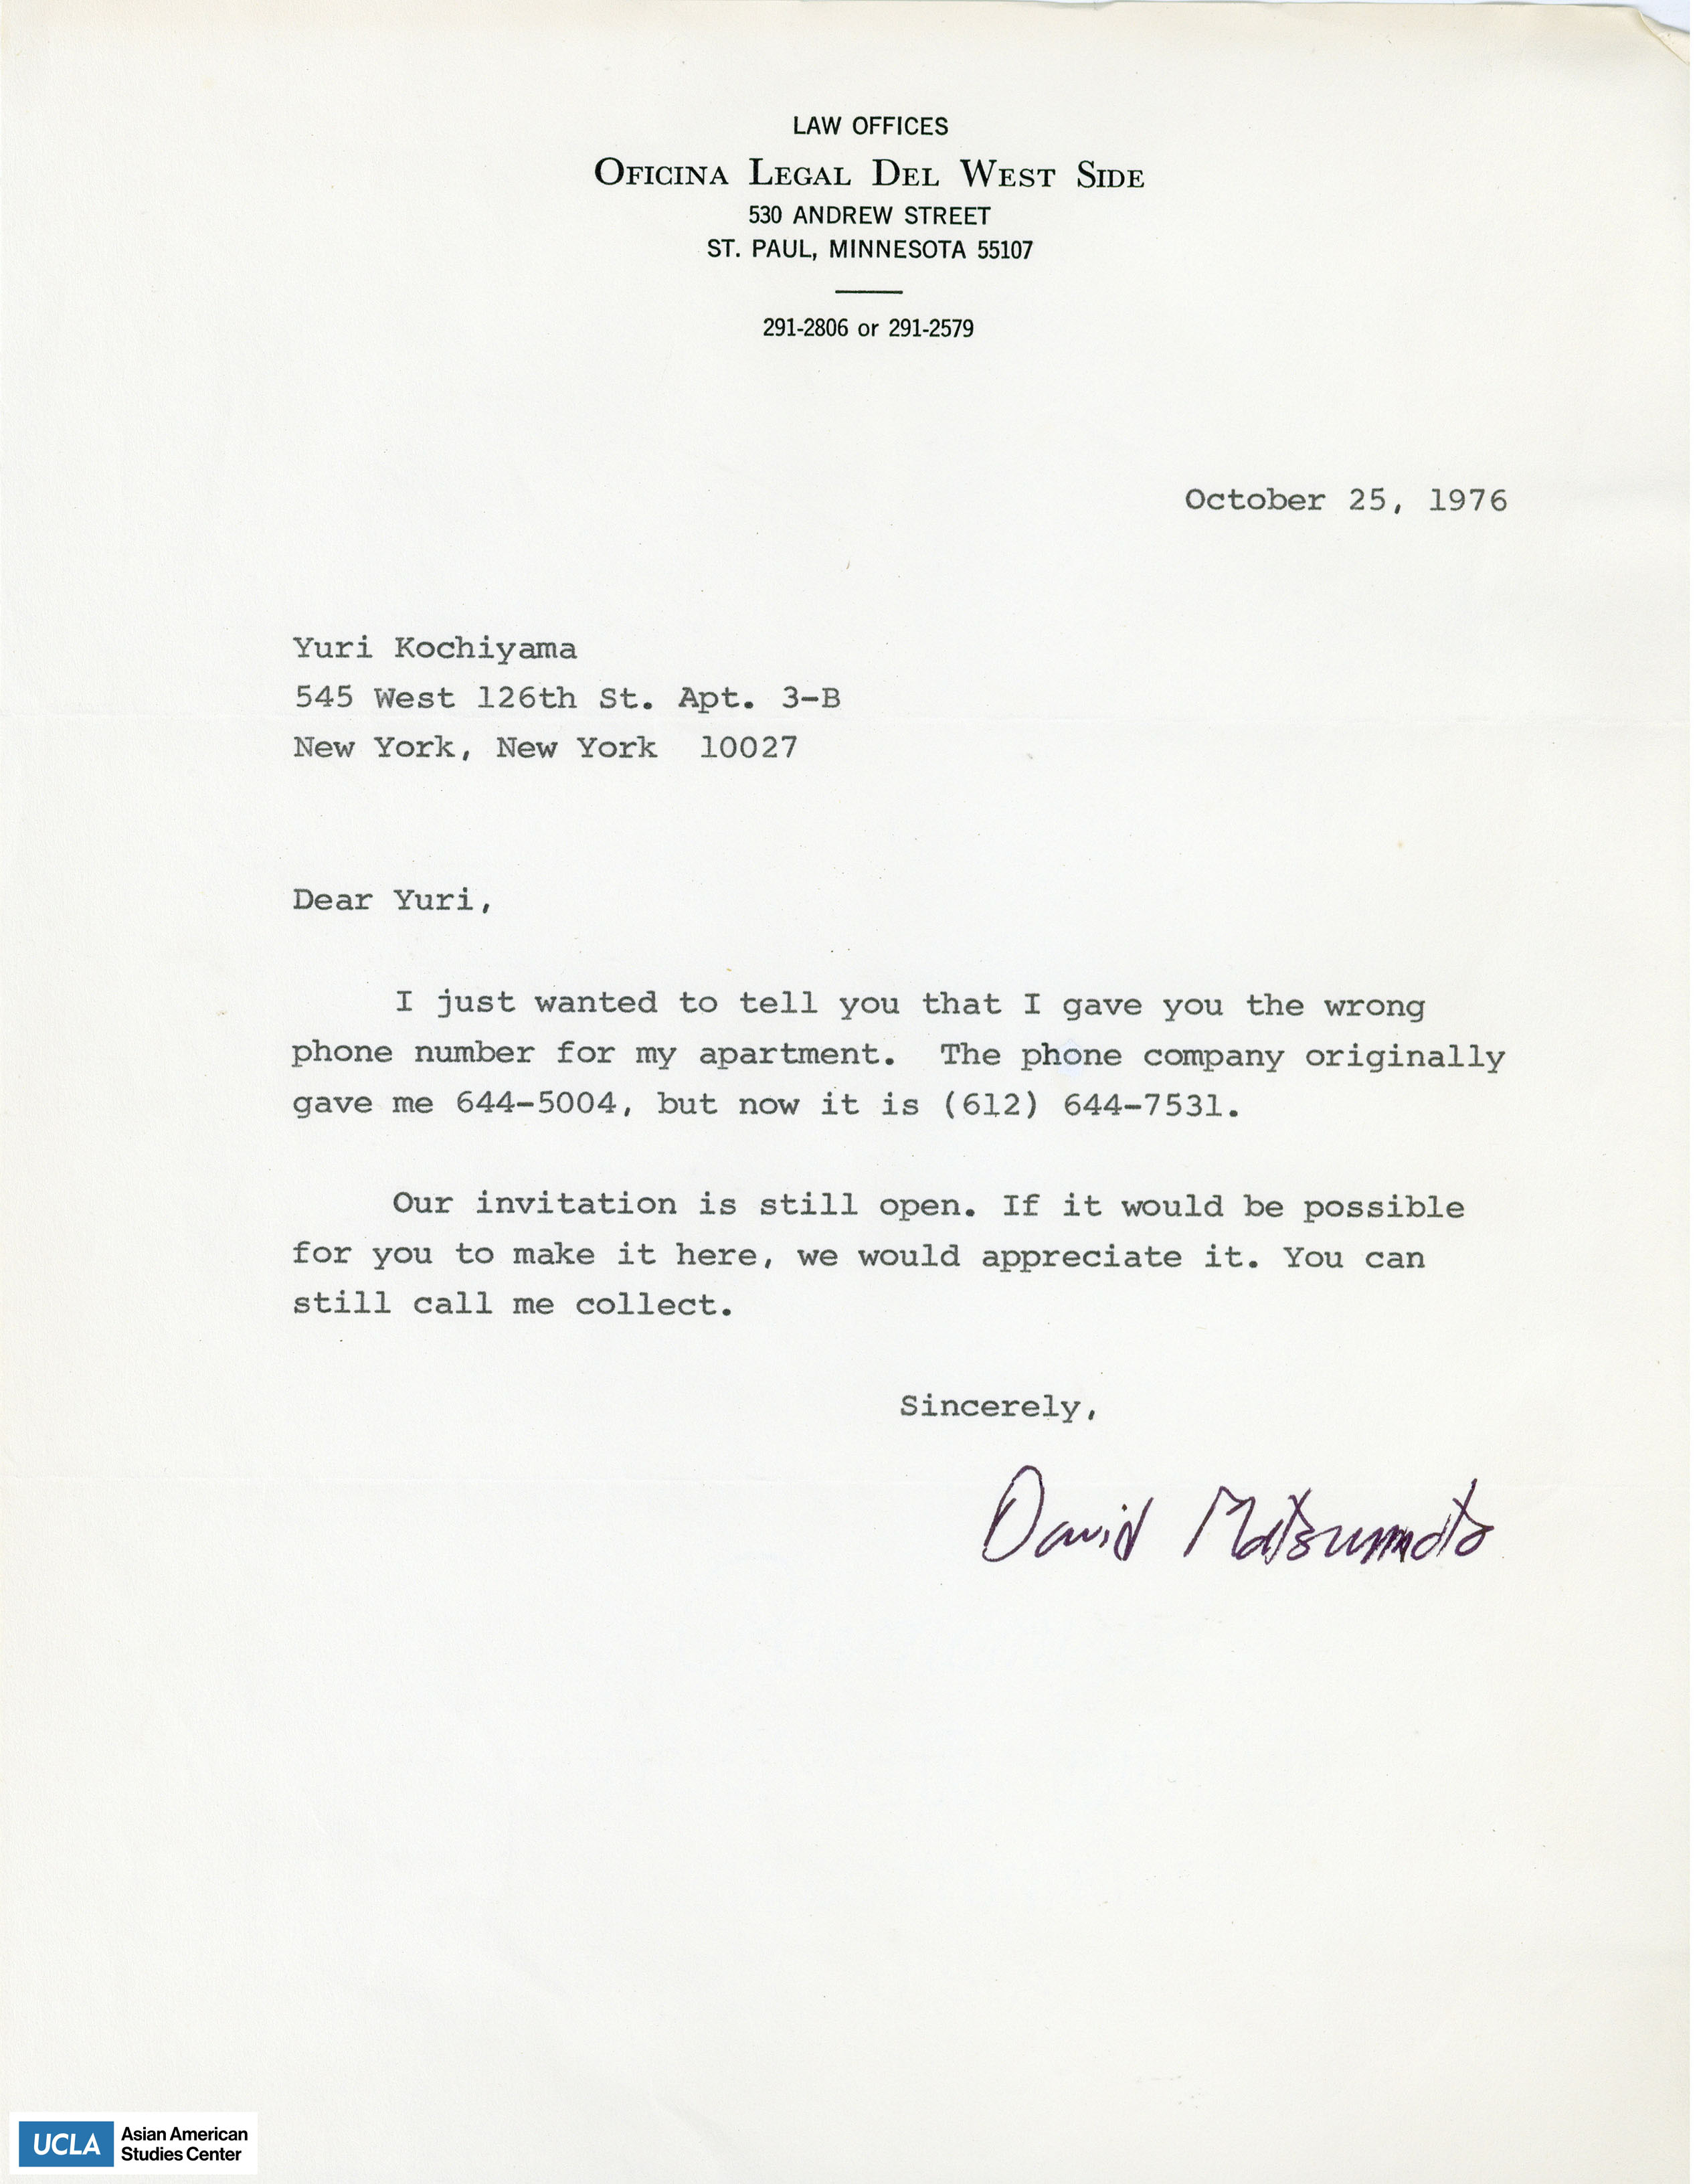 LAW OFFICES
OFICINA LEGAL DEL WEST SIDE
530 ANDREW STREET
ST. PAUL, MINNESOTA 55107
291-2806 or 291-2579
October 25, 1976
Yuri Kochiyama
545 West 126th St. Apt. 3-B
New York, New York 10027
Dear Yuri,
I just wanted to tell you that I gave you the wrong
phone number for my apartment. The phone company originally
gave me 644-5004, but now it is (612) 644-7531.
Our invitation is still open. If it would be possible
for you to make it here, we would appreciate it. You can
still call me collect.
Sincerely,
David Matsumoto
UCLA
Asian American
Studies Center